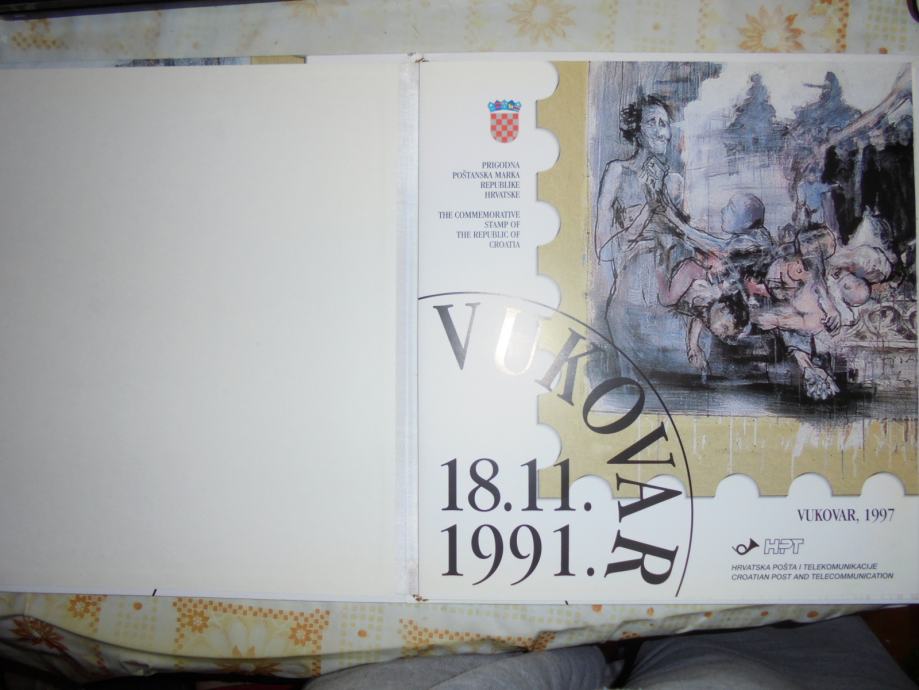 PRIGODNA
POŠTANSKA MARKA
REPUBLIKE
HRVATSKE
THE COMMEMORATIVE
STAMP OF
THE REPUBLIC OF
CROATIA
VUKOVAR
18.11.
1991.
VUKOVAR, 1997
HPT
HRVATSKA POŠTA I TELEKOMUNIKACIJE
CROATIAN POST AND TELECOMMUNICATION